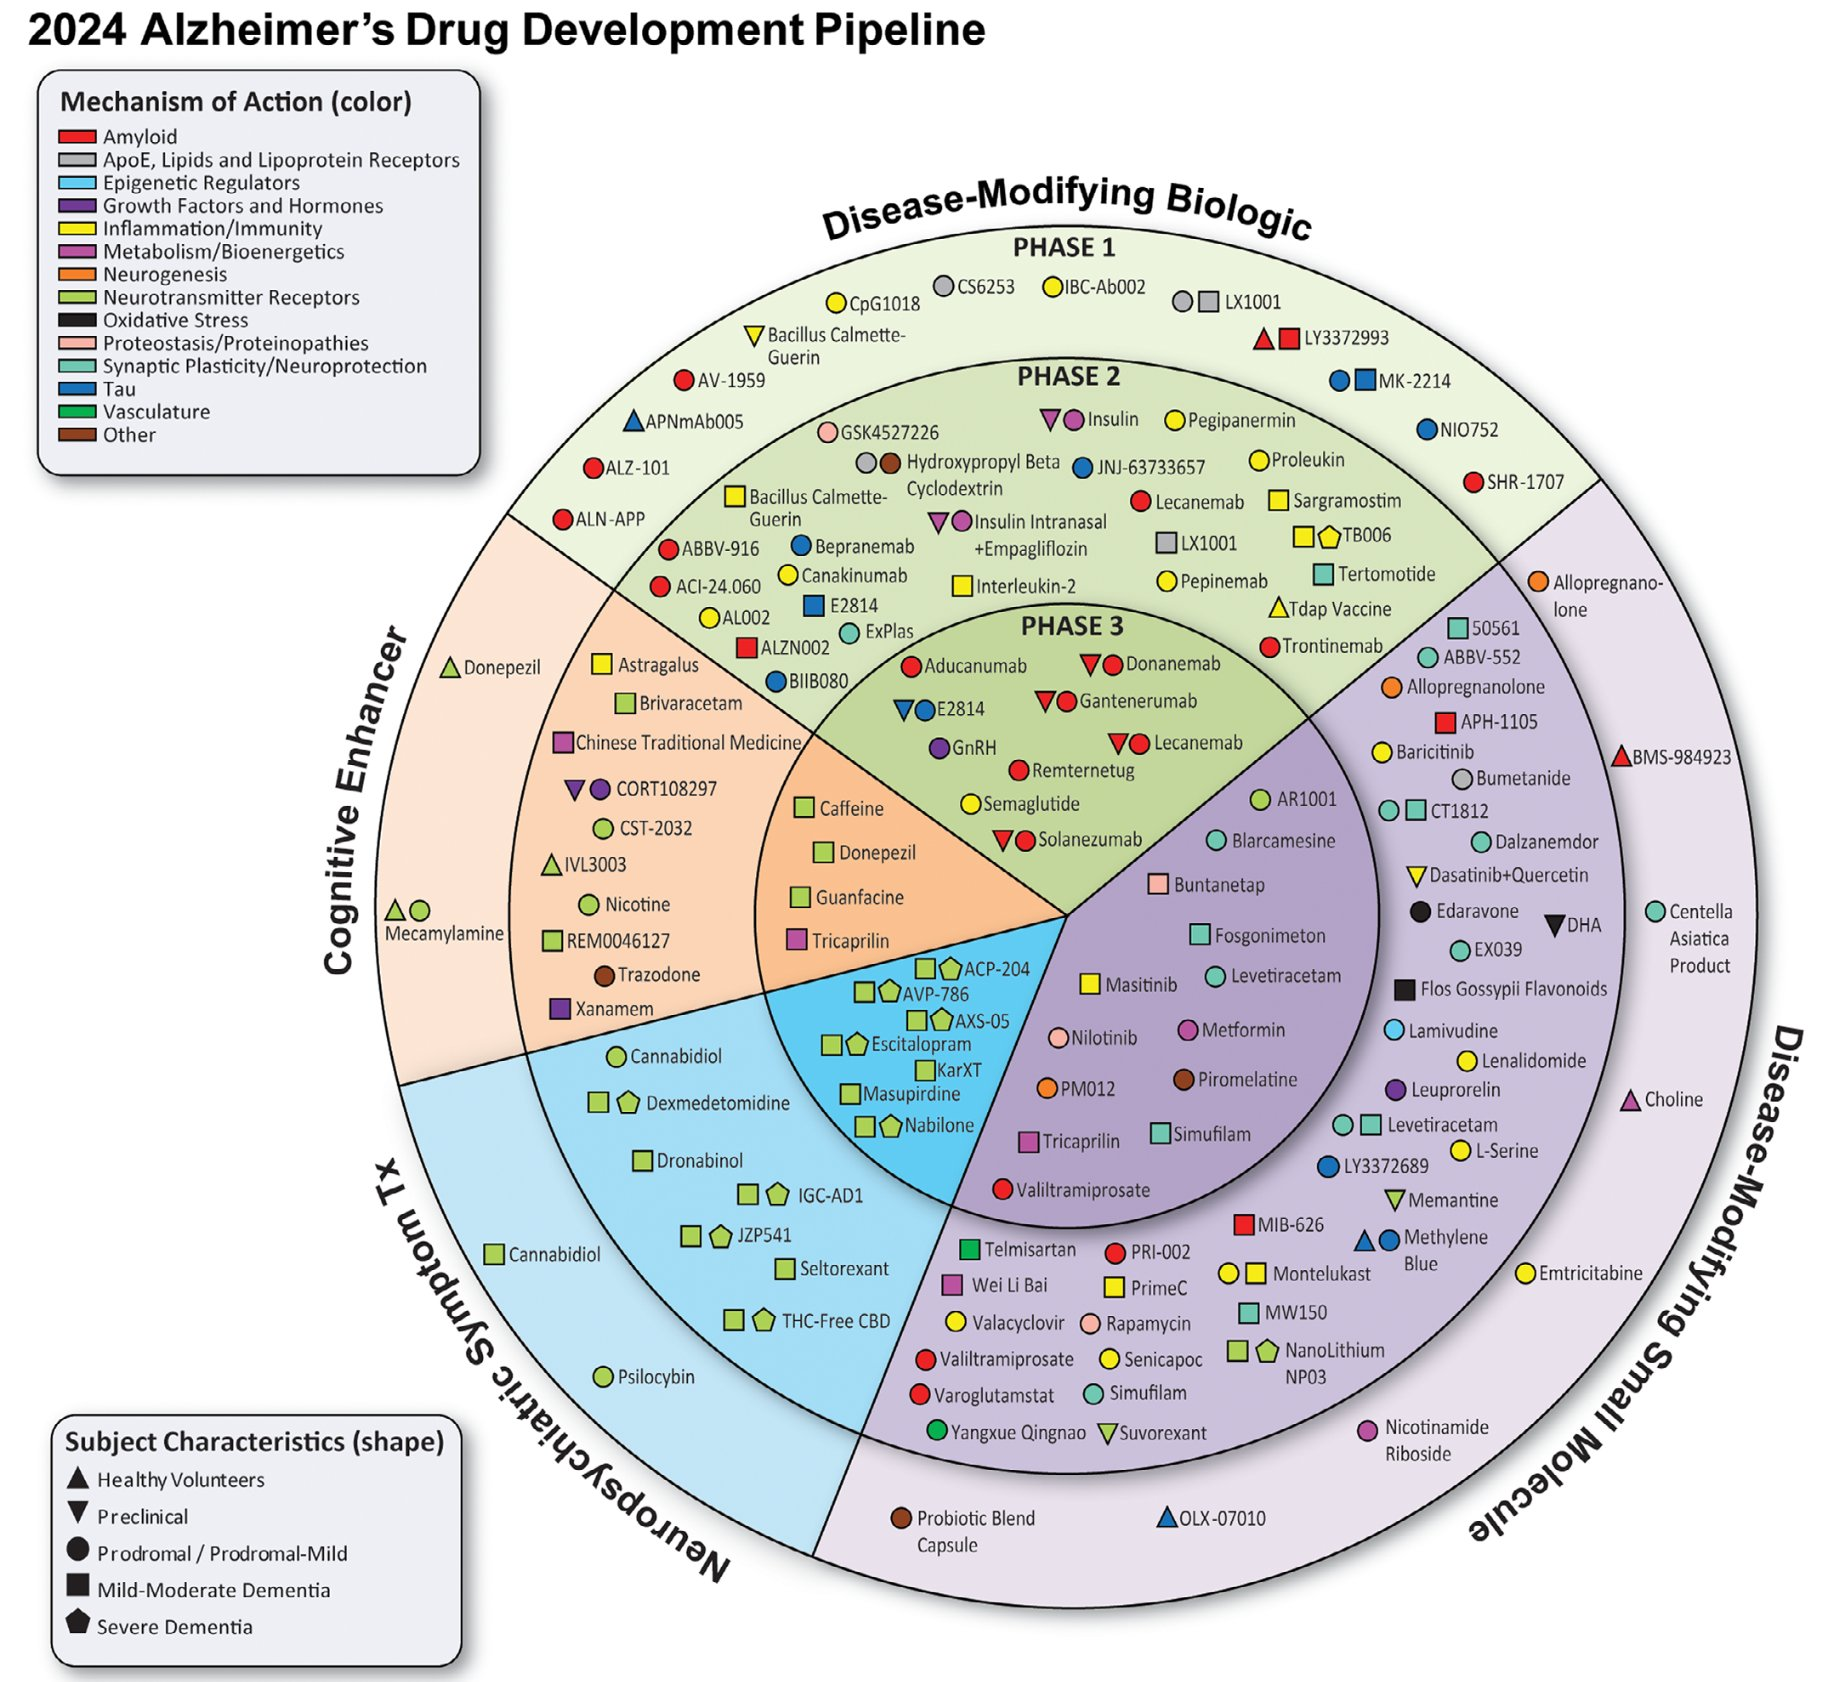 2024 Alzheimer's Drug Development Pipeline
Mechanism of Action (color)
Amyloid
ApoE, Lipids and Lipoprotein Receptors
Epigenetic Regulators
Growth Factors and Hormones
Inflammation/Immunity
Metabolism/Bioenergetics
Neurogenesis
Neurotransmitter Receptors
Oxidative Stress
Proteostasis/Proteinopathies
Synaptic Plasticity/Neuroprotection
Tau
Vasculature
Other
Disease-Modifying Biologic
PHASE 1
CS6253
IBC-Ab002
CpG1018
LX1001
Bacillus Calmette-
Guerin
LY3372993
AV-1959
MK-2214
APNmAb005
NIO752
ALZ-101
SHR-1707
ALN-APP
PHASE 2
GSK4527226
Insulin
Pegipanermin
Hydroxypropyl Beta
Cyclodextrin
JNJ-63733657
Proleukin
Bacillus Calmette-
Guerin
Lecanemab
Sargramostim
Insulin Intranasal
+Empagliflozin
LX1001
TB006
ABBV-916
Bepranemab
ACI-24.060
Canakinumab
Interleukin-2
Pepinemab
Tertomotide
AL002
E2814
Tdap Vaccine
ExPlas
ALZN002
Trontinemab
BIIB080
PHASE 3
Aducanumab
Donanemab
E2814
Gantenerumab
GnRH
Lecanemab
Remternetug
Semaglutide
Solanezumab
Cognitive Enhancer
Donepezil
Mecamylamine
Astragalus
Brivaracetam
Chinese Traditional Medicine
CORT108297
CST-2032
IVL3003
Nicotine
REM0046127
Trazodone
Xanamem
Caffeine
Donepezil
Guanfacine
Tricaprilin
Neuropsychiatric Symptom Tx
ACP-204
AVP-786
AXS-05
Escitalopram
KarXT
Masupirdine
Nabilone
Cannabidiol
Dexmedetomidine
Dronabinol
IGC-AD1
JZP541
Seltorexant
THC-Free CBD
Cannabidiol
Psilocybin
Disease-Modifying Small Molecule
AR1001
Blarcamesine
Buntanetap
Fosgonimeton
Masitinib
Levetiracetam
Nilotinib
Metformin
PM012
Piromelatine
Tricaprilin
Simufilam
Valiltramiprosate
50561
ABBV-552
Allopregnanolone
APH-1105
Baricitinib
Bumetanide
CT1812
Dalzanemdor
Dasatinib+Quercetin
Edaravone
DHA
EX039
Flos Gossypii Flavonoids
Lamivudine
Lenalidomide
Leuprorelin
Levetiracetam
L-Serine
LY3372689
Memantine
MIB-626
Methylene
Blue
Montelukast
MW150
NanoLithium
NP03
Telmisartan
PRI-002
Wei Li Bai
PrimeC
Valacyclovir
Rapamycin
Valiltramiprosate
Senicapoc
Varoglutamstat
Simufilam
Yangxue Qingnao
Suvorexant
Allopregnano-
lone
BMS-984923
Centella
Asiatica
Product
Choline
Emtricitabine
Nicotinamide
Riboside
Probiotic Blend
Capsule
OLX-07010
Subject Characteristics (shape)
Healthy Volunteers
Preclinical
Prodromal / Prodromal-Mild
Mild-Moderate Dementia
Severe Dementia